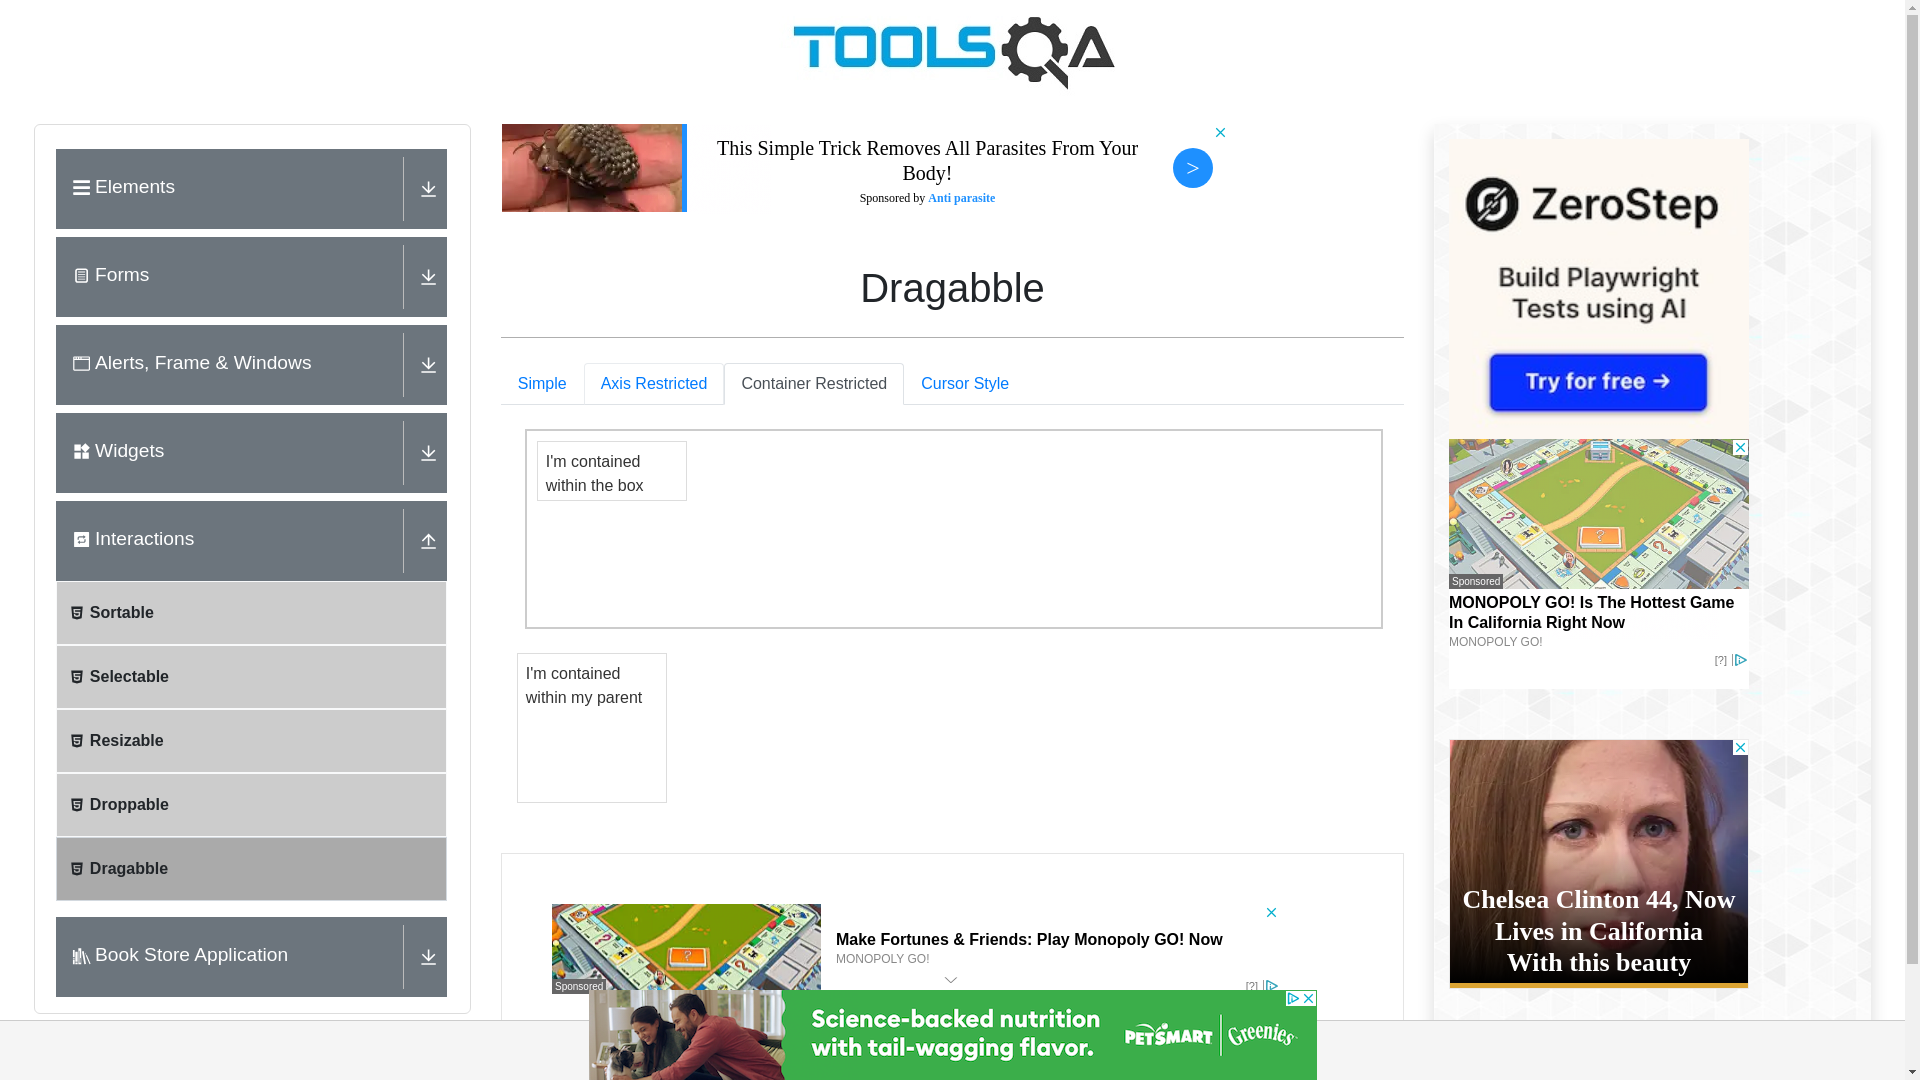 TOOLSQA
Elements
Forms
Alerts, Frame & Windows
Widgets
Interactions
Sortable
Selectable
Resizable
Droppable
Dragabble
Book Store Application
This Simple Trick Removes All Parasites From Your
Body!
Sponsored by Anti parasite
>
Dragabble
Simple
Axis Restricted
Container Restricted
Cursor Style
I'm contained
within the box
I'm contained
within my parent
Sponsored
Make Fortunes & Friends: Play Monopoly GO! Now
MONOPOLY GO!
[?]
Science-backed nutrition
with tail-wagging flavor.
PETSMART
Greenies
ZeroStep
Build Playwright
Tests using AI
Try for free →
Sponsored
MONOPOLY GO! Is The Hottest Game
In California Right Now
MONOPOLY GO!
[?]
Chelsea Clinton 44, Now
Lives in California
With this beauty